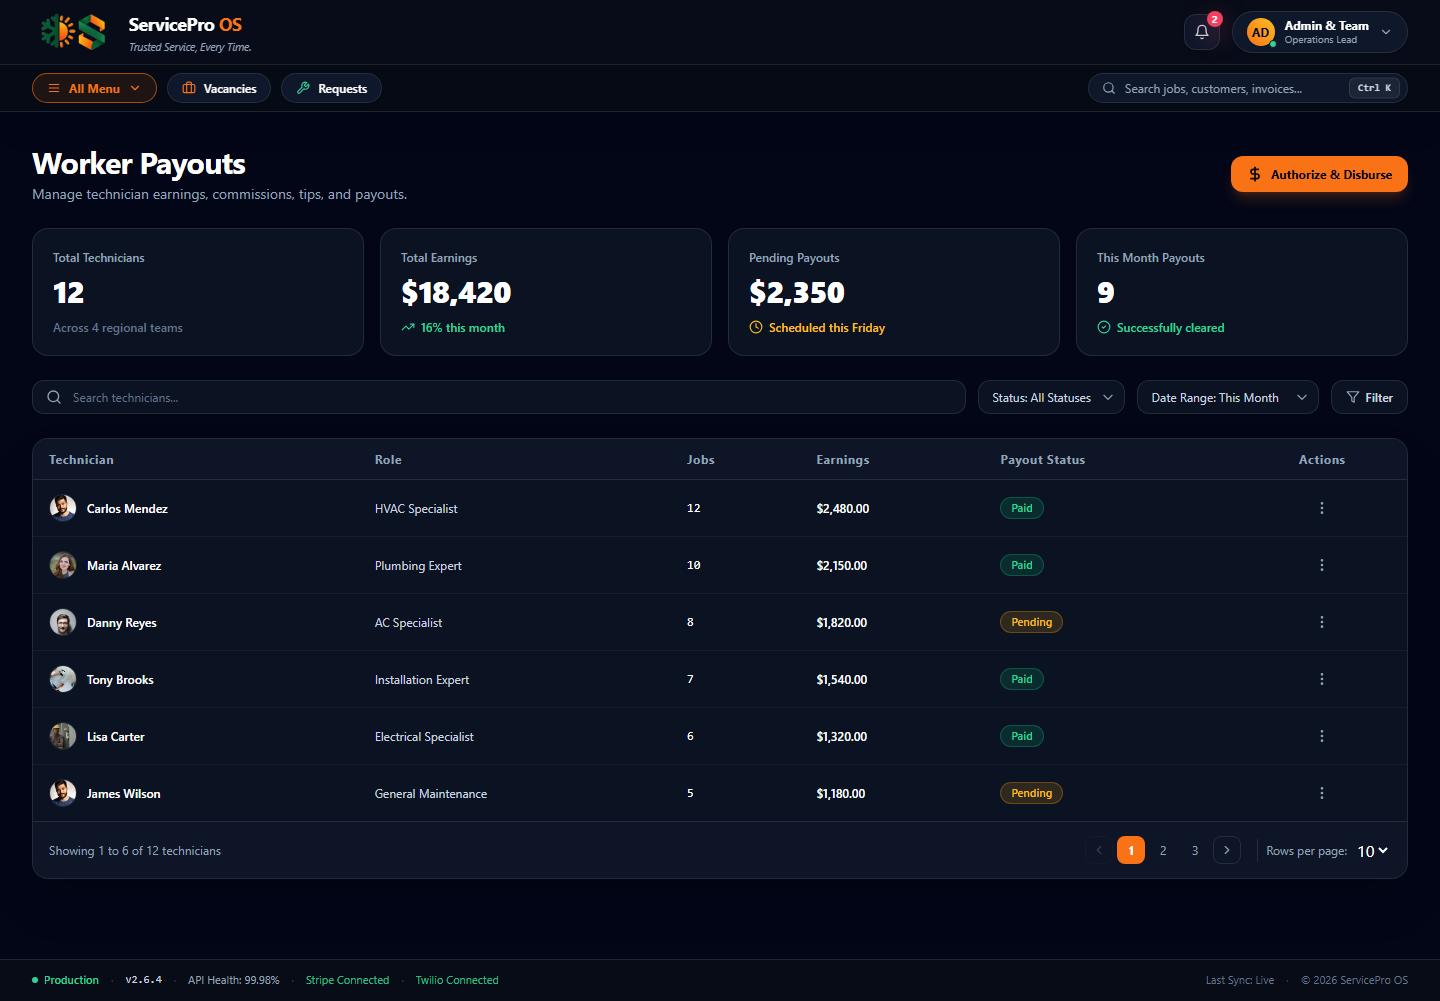 ServicePro OS
Trusted Service, Every Time.
2
AD
Admin & Team
Operations Lead
All Menu
Vacancies
Requests
Search jobs, customers, invoices...
Ctrl K
Worker Payouts
Manage technician earnings, commissions, tips, and payouts.
$ Authorize & Disburse
Total Technicians
12
Across 4 regional teams
Total Earnings
$18,420
16% this month
Pending Payouts
$2,350
Scheduled this Friday
This Month Payouts
9
Successfully cleared
Search technicians...
Status: All Statuses
Date Range: This Month
Filter
Technician Role Jobs Earnings Payout Status Actions
Carlos Mendez HVAC Specialist 12 $2,480.00 Paid
Maria Alvarez Plumbing Expert 10 $2,150.00 Paid
Danny Reyes AC Specialist 8 $1,820.00 Pending
Tony Brooks Installation Expert 7 $1,540.00 Paid
Lisa Carter Electrical Specialist 6 $1,320.00 Paid
James Wilson General Maintenance 5 $1,180.00 Pending
Showing 1 to 6 of 12 technicians
1 2 3
Rows per page: 10
Production · v2.6.4 · API Health: 99.98% · Stripe Connected · Twilio Connected
Last Sync: Live · © 2026 ServicePro OS